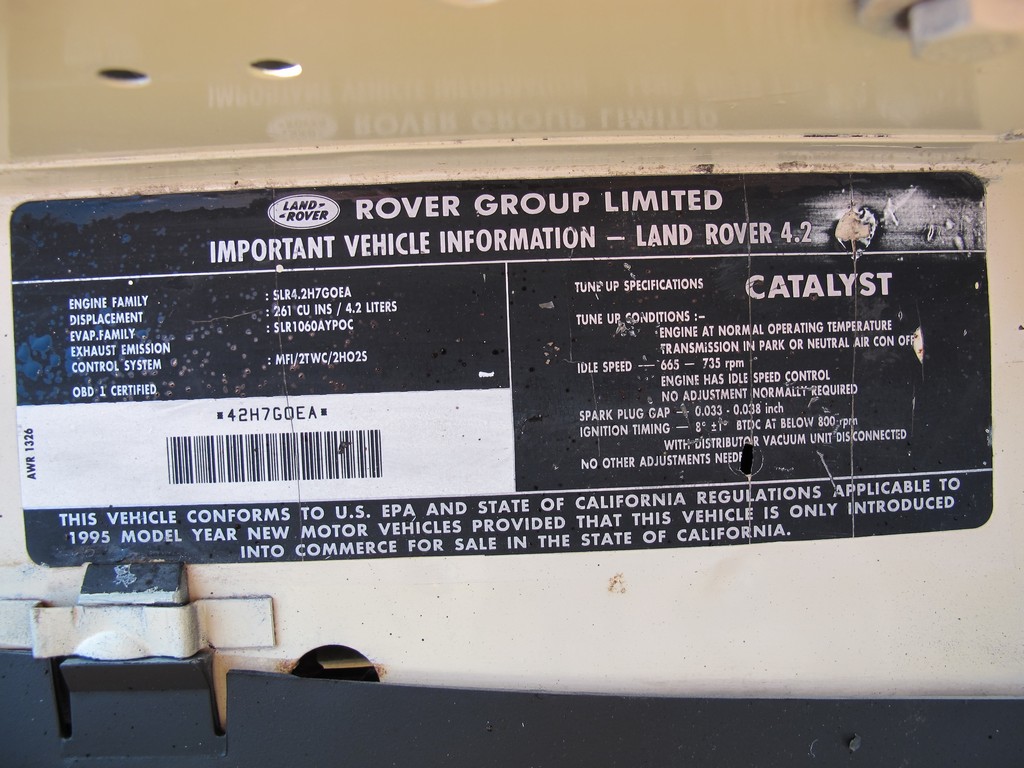 LAND-
-ROVER
ROVER GROUP LIMITED
IMPORTANT VEHICLE INFORMATION – LAND ROVER 4.2
ENGINE FAMILY : SLR4.2H7GOEA
DISPLACEMENT : 261 CU INS / 4.2 LITERS
EVAP.FAMILY : SLR1060AYPOC
EXHAUST EMISSION
CONTROL SYSTEM : MFI/2TWC/2HO2S
OBD 1 CERTIFIED
*42H7GOEA*
AWR 1326
TUNE UP SPECIFICATIONS CATALYST
TUNE UP CONDITIONS :–
ENGINE AT NORMAL OPERATING TEMPERATURE
TRANSMISSION IN PARK OR NEUTRAL AIR CON OFF
IDLE SPEED — 665 – 735 rpm
ENGINE HAS IDLE SPEED CONTROL
NO ADJUSTMENT NORMALLY REQUIRED
SPARK PLUG GAP – 0.033 - 0.038 inch
IGNITION TIMING – 8° ±1° BTDC AT BELOW 800 rpm
WITH DISTRIBUTOR VACUUM UNIT DISCONNECTED
NO OTHER ADJUSTMENTS NEEDED
THIS VEHICLE CONFORMS TO U.S. EPA AND STATE OF CALIFORNIA REGULATIONS APPLICABLE TO
1995 MODEL YEAR NEW MOTOR VEHICLES PROVIDED THAT THIS VEHICLE IS ONLY INTRODUCED
INTO COMMERCE FOR SALE IN THE STATE OF CALIFORNIA.